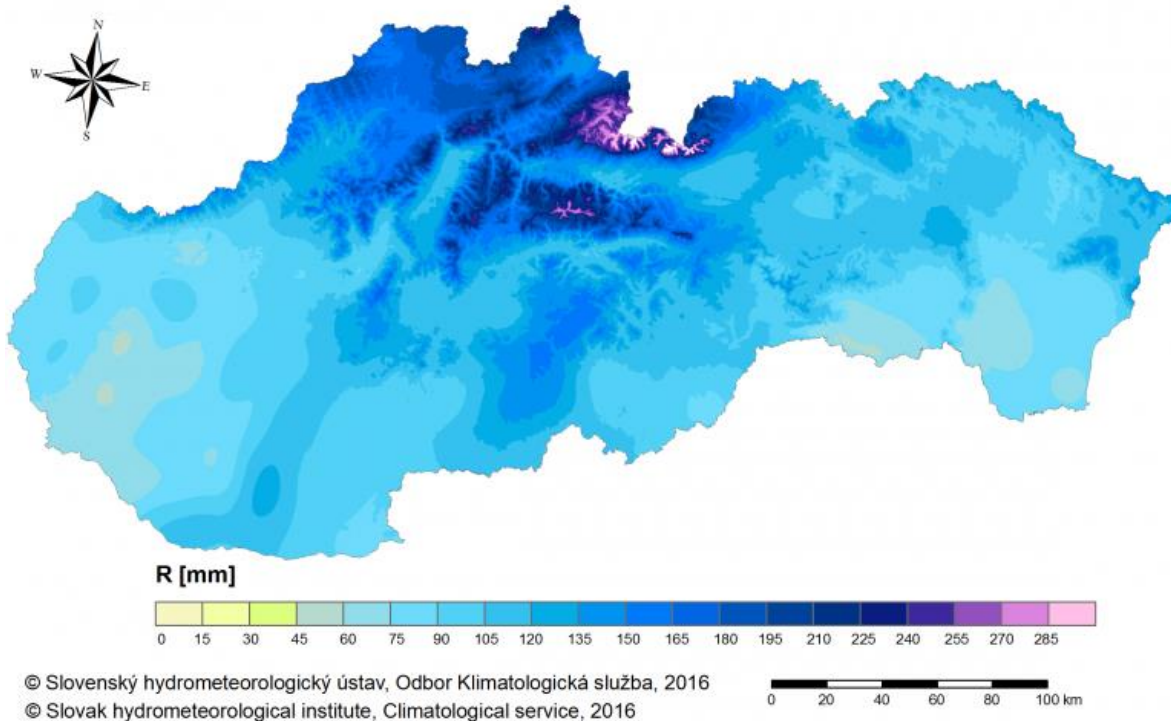 N
W
E
S
R [mm]
0 15 30 45 60 75 90 105 120 135 150 165 180 195 210 225 240 255 270 285
© Slovenský hydrometeorologický ústav, Odbor Klimatologická služba, 2016
© Slovak hydrometeorological institute, Climatological service, 2016
0 20 40 60 80 100 km